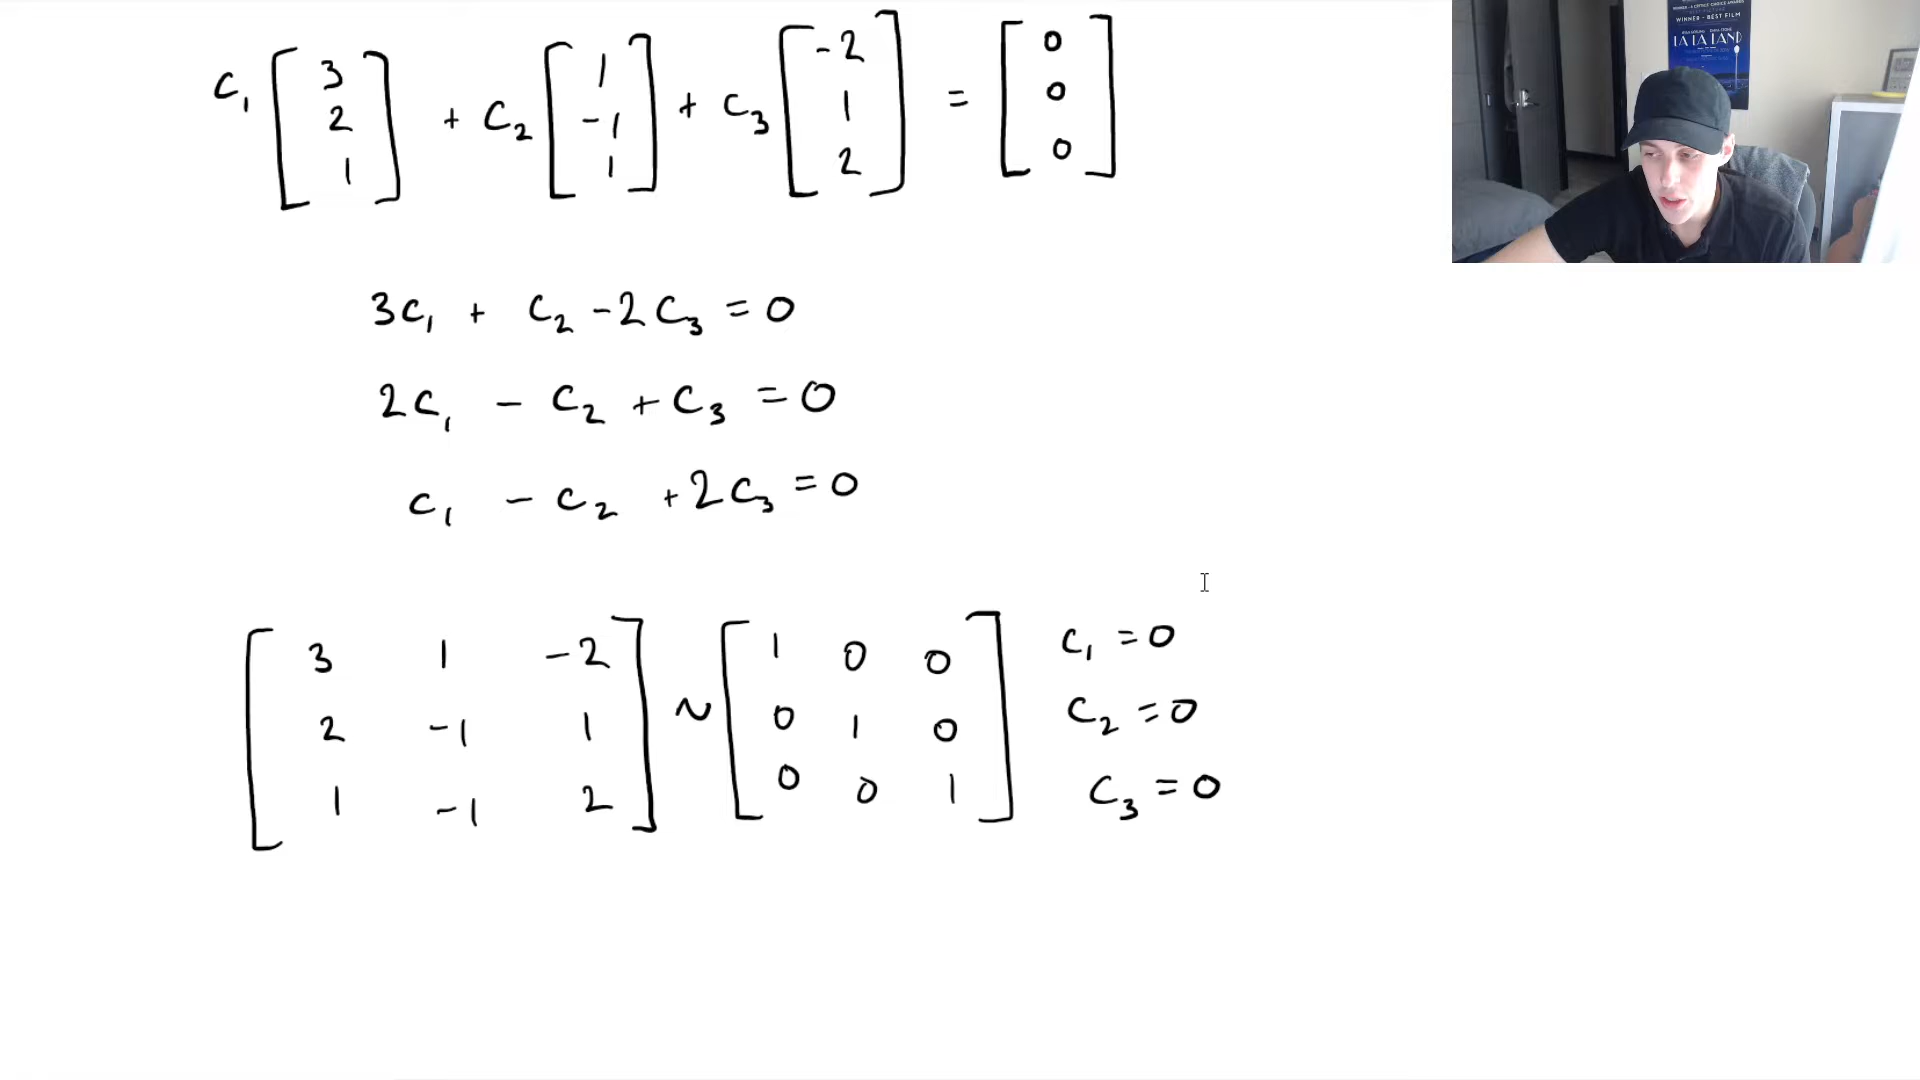 c₁ [3 2 1] + c₂ [1 -1 1] + c₃ [-2 1 2] = [0 0 0]
3c₁ + c₂ - 2c₃ = 0
2c₁ - c₂ + c₃ = 0
c₁ - c₂ + 2c₃ = 0
[3 1 -2] ~ [1 0 0] c₁ = 0
[2 -1 1] [0 1 0] c₂ = 0
[1 -1 2] [0 0 1] c₃ = 0
WINNER - BEST FILM
LA LA LAND